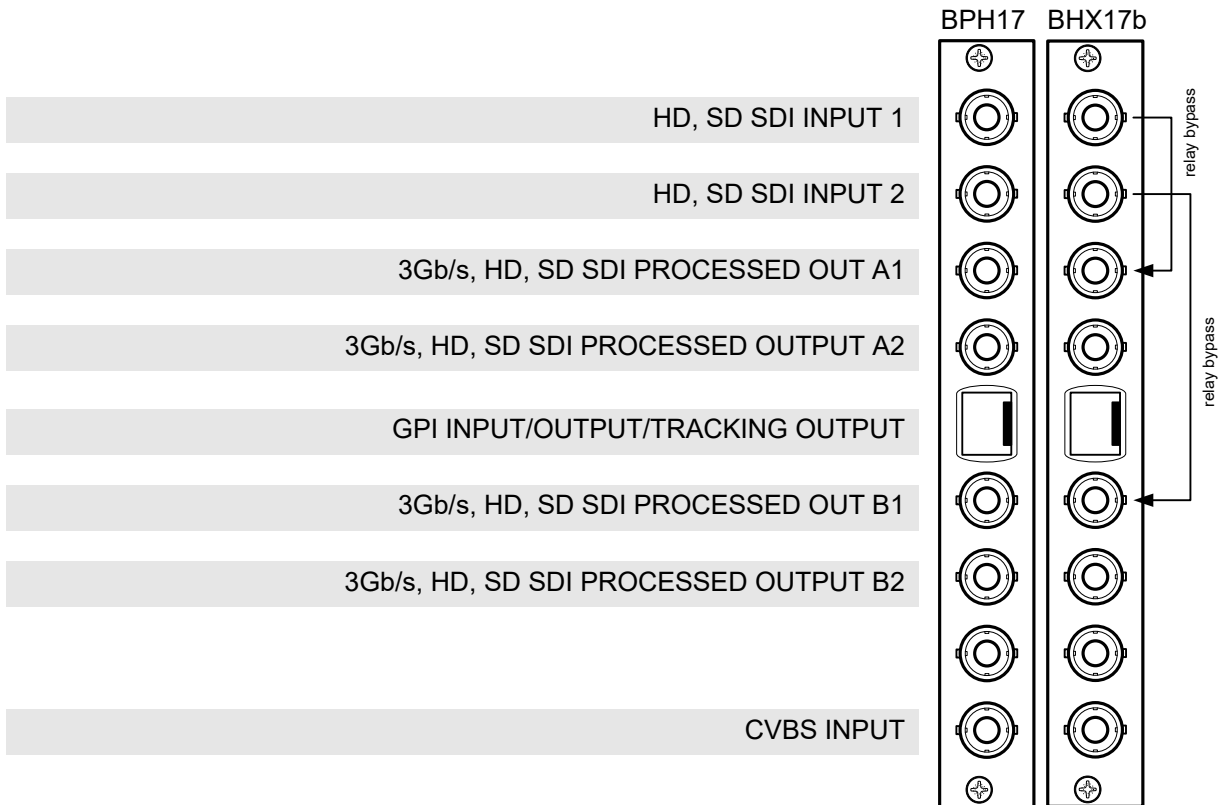 BPH17 BHX17b
HD, SD SDI INPUT 1
relay bypass
HD, SD SDI INPUT 2
3Gb/s, HD, SD SDI PROCESSED OUT A1
3Gb/s, HD, SD SDI PROCESSED OUTPUT A2
relay bypass
GPI INPUT/OUTPUT/TRACKING OUTPUT
3Gb/s, HD, SD SDI PROCESSED OUT B1
3Gb/s, HD, SD SDI PROCESSED OUTPUT B2
CVBS INPUT